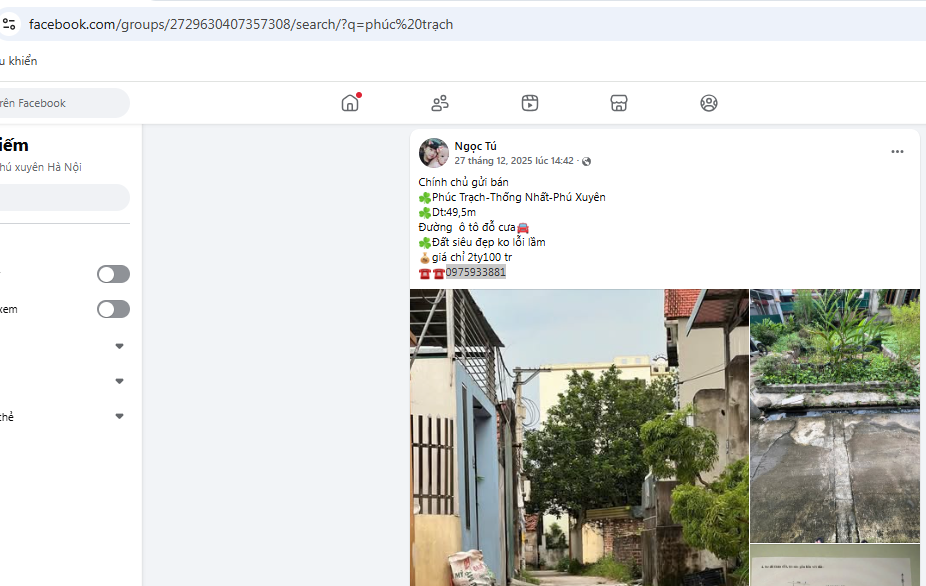 facebook.com/groups/2729630407357308/search/?q=phúc%20trạch
u khiển
rên Facebook
iếm
hú xuyên Hà Nội
xem
thẻ
Ngọc Tú
27 tháng 12, 2025 lúc 14:42 ·
Chính chủ gửi bán
🍀Phúc Trạch-Thống Nhất-Phú Xuyên
🍀Dt:49,5m
Đường ô tô đỗ cưa🚘
🍀Đất siêu đẹp ko lỗi lầm
💰giá chỉ 2ty100 tr
☎️☎️0975933881